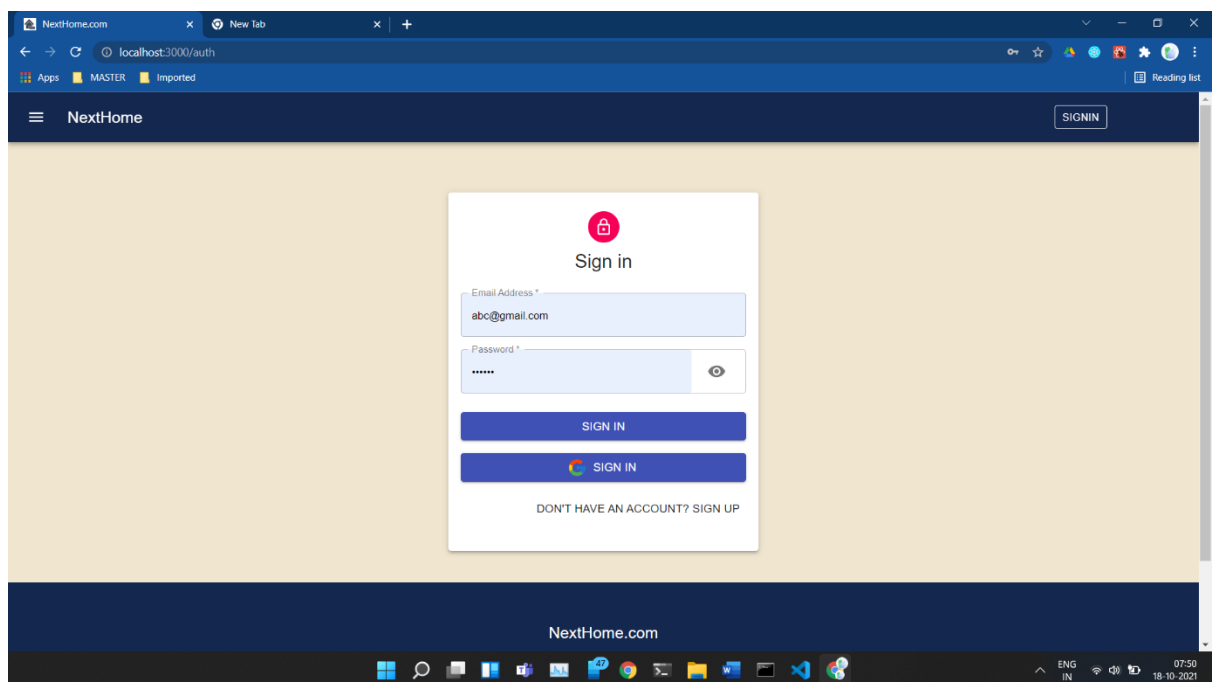 NextHome.com
New Tab
localhost:3000/auth
Apps MASTER Imported
Reading list
NextHome
SIGNIN
Sign in
Email Address *
abc@gmail.com
Password *
••••••
SIGN IN
SIGN IN
DON'T HAVE AN ACCOUNT? SIGN UP
NextHome.com
47
ENG
IN
07:50
18-10-2021